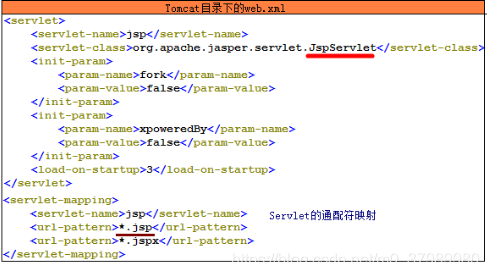 Tomcat目录下的web.xml
<servlet>
<servlet-name>jsp</servlet-name>
<servlet-class>org.apache.jasper.servlet.JspServlet</servlet-class>
<init-param>
<param-name>fork</param-name>
<param-value>false</param-value>
</init-param>
<init-param>
<param-name>xpoweredBy</param-name>
<param-value>false</param-value>
</init-param>
<load-on-startup>3</load-on-startup>
</servlet>
<servlet-mapping>
<servlet-name>jsp</servlet-name> Servlet的通配符映射
<url-pattern>*.jsp</url-pattern>
<url-pattern>*.jspx</url-pattern>
</servlet-mapping>